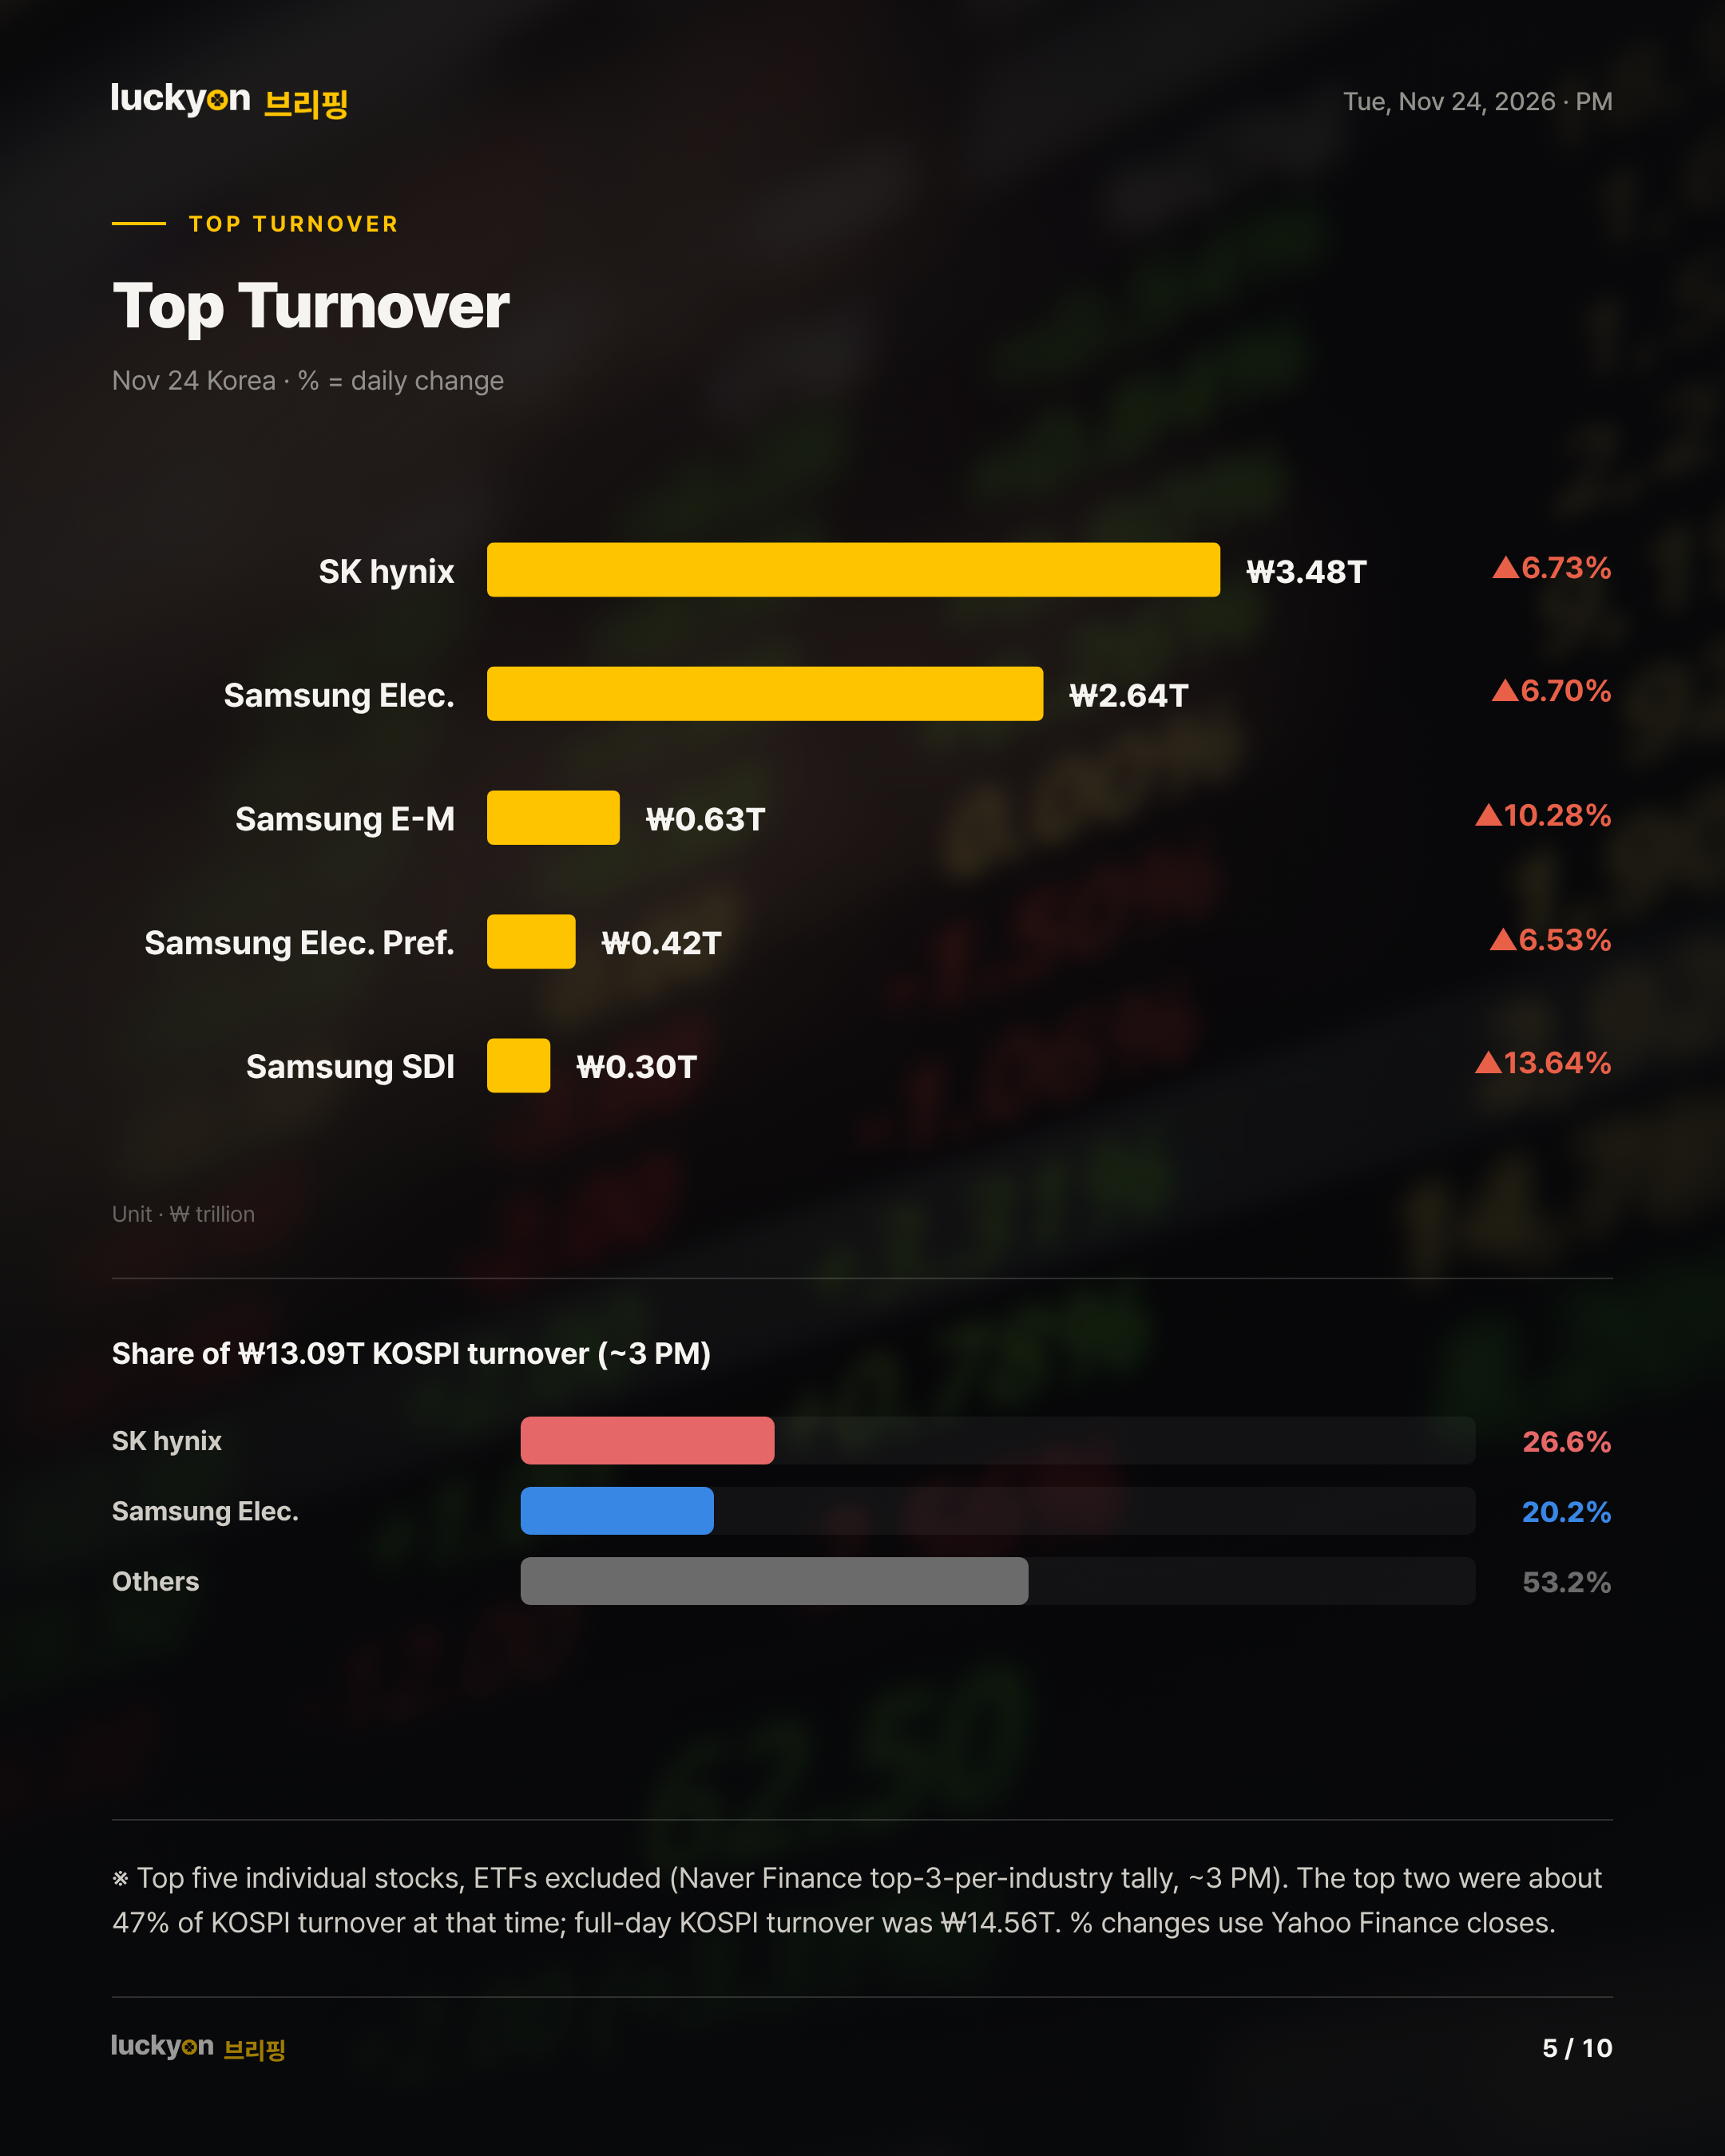 luckyon 브리핑
Tue, Nov 24, 2026 · PM
TOP TURNOVER
Top Turnover
Nov 24 Korea · % = daily change
SK hynix ₩3.48T ▲6.73%
Samsung Elec. ₩2.64T ▲6.70%
Samsung E-M ₩0.63T ▲10.28%
Samsung Elec. Pref. ₩0.42T ▲6.53%
Samsung SDI ₩0.30T ▲13.64%
Unit · ₩ trillion
Share of ₩13.09T KOSPI turnover (~3 PM)
SK hynix 26.6%
Samsung Elec. 20.2%
Others 53.2%
※ Top five individual stocks, ETFs excluded (Naver Finance top-3-per-industry tally, ~3 PM). The top two were about
47% of KOSPI turnover at that time; full-day KOSPI turnover was ₩14.56T. % changes use Yahoo Finance closes.
luckyon 브리핑
5 / 10